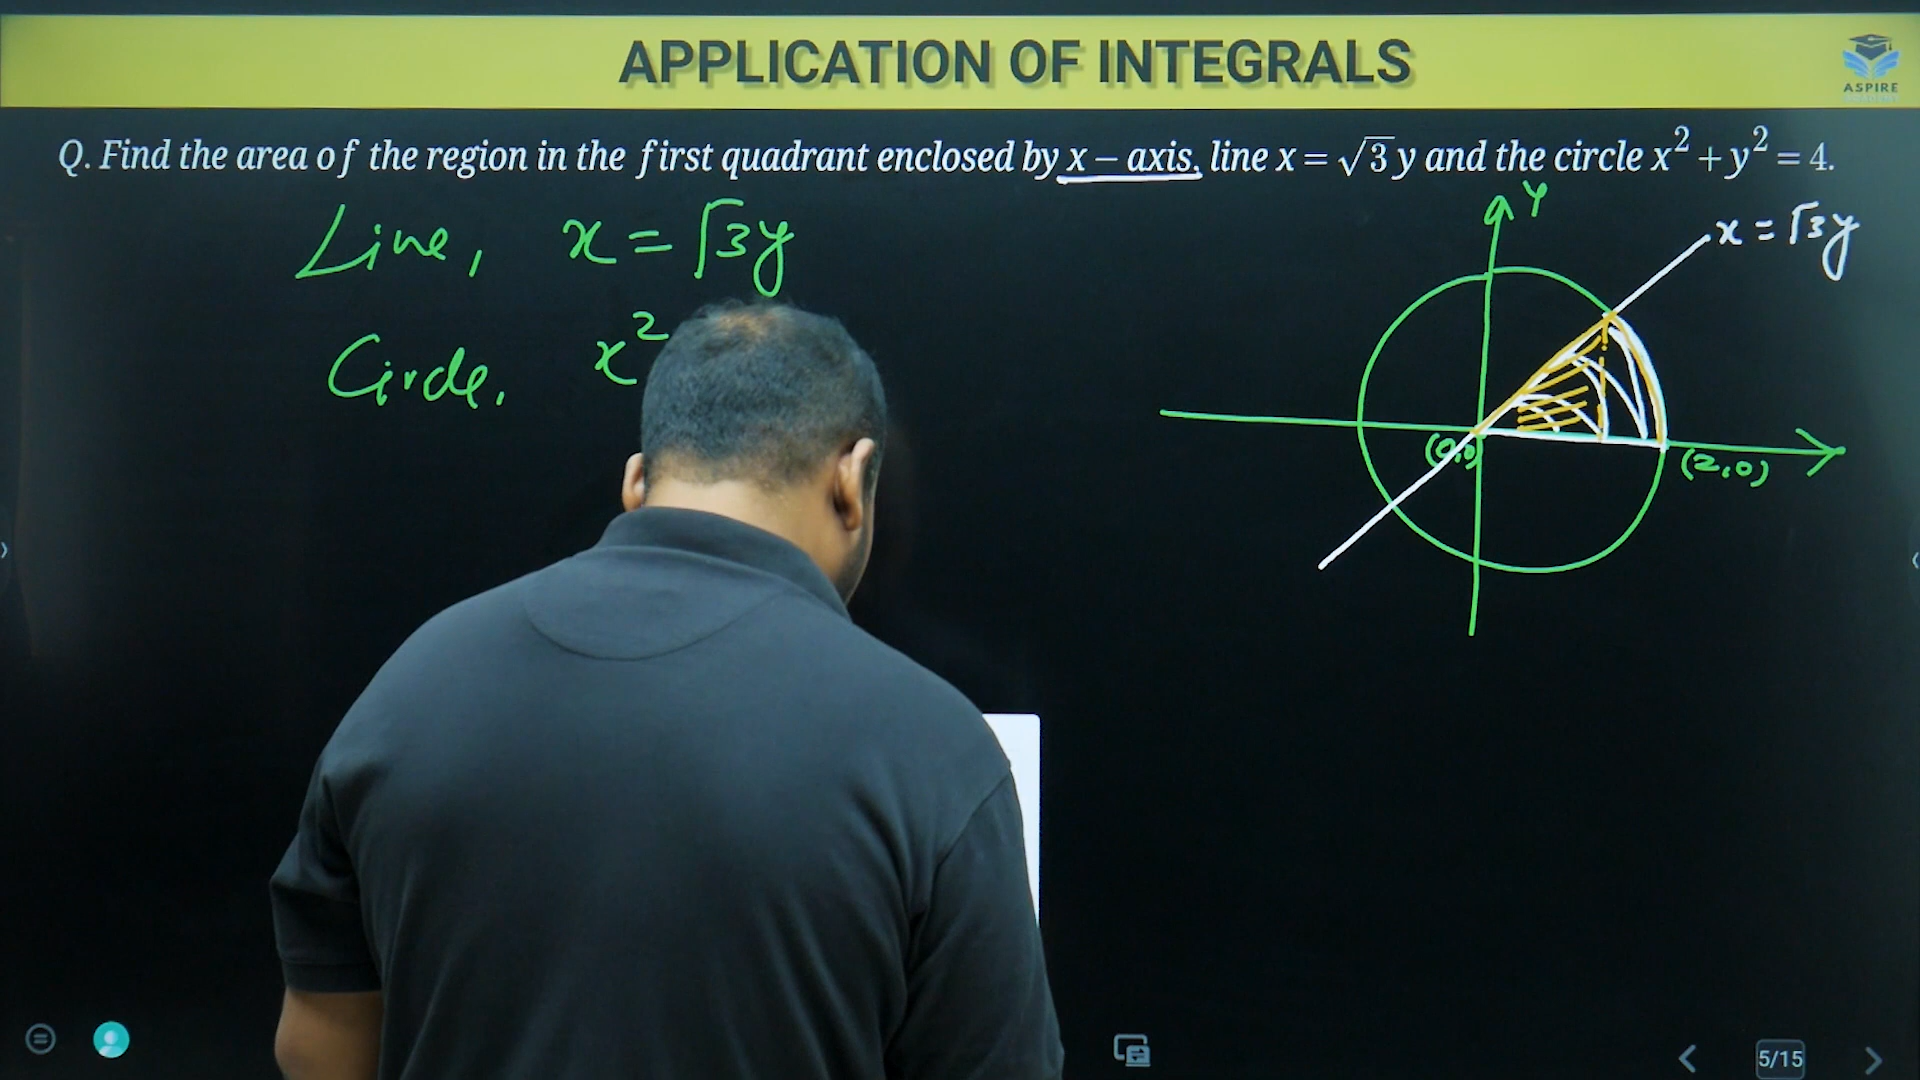 APPLICATION OF INTEGRALS
ASPIRE
Q. Find the area of the region in the first quadrant enclosed by x – axis, line x = √3 y and the circle x² + y² = 4.
Line, x = √3y
Circle, x²
Y
x = √3y
(0,0)
(2,0)
5/15